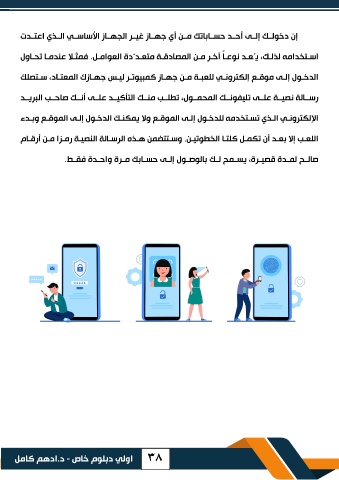 إن دخولك إلى أحد حساباتك من أي جهاز غير الجهاز الأساسي الذي اعتدت
استخدامه لذلك، يُعد نوعاً آخر من المصادقة متعددة العوامل. فمثلا عندما تحاول
الدخول إلى موقع إلكتروني للعبة من جهاز كمبيوتر ليس جهازك المعتاد، ستصلك
رسالة نصية على تليفونك المحمول، تطلب منك التأكيد على أنك صاحب البريد
الإلكتروني الذي تستخدمه للدخول إلى الموقع ولا يمكنك الدخول إلى الموقع وبدء
اللعب إلا بعد أن تكمل كلتا الخطوتين. وستتضمن هذه الرسالة النصية رمزا من أرقام
صالح لمدة قصيرة، يسمح لك بالوصول إلى حسابك مرة واحدة فقط.
٣٨ اولي دبلوم خاص - د.ادهم كامل